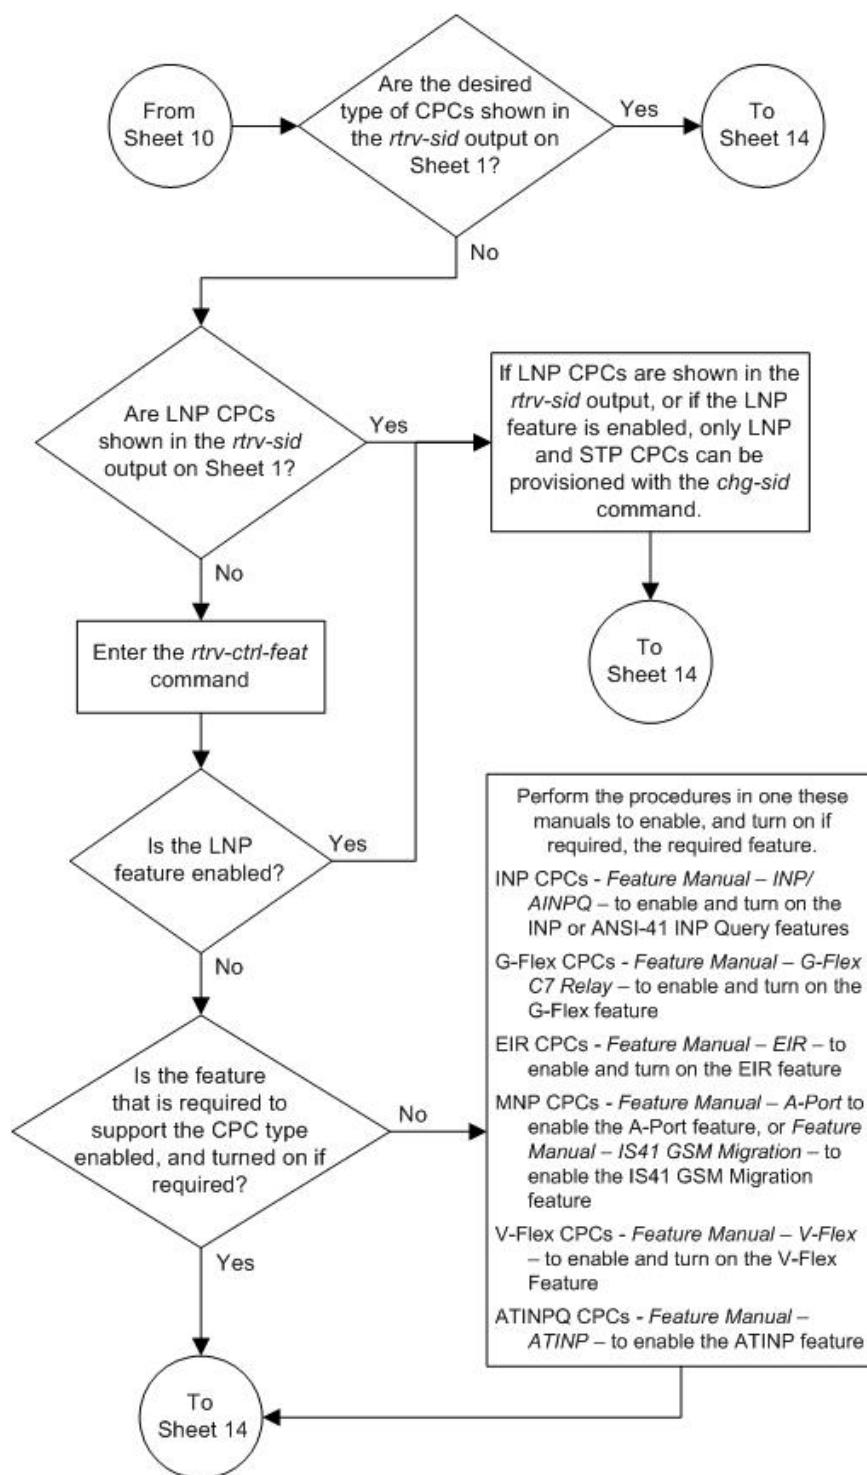 From
Sheet 10
Are the desired
type of CPCs shown in
the rtrv-sid output on
Sheet 1?
Yes
To
Sheet 14
No
Are LNP CPCs
shown in the rtrv-sid
output on Sheet 1?
Yes
If LNP CPCs are shown in the
rtrv-sid output, or if the LNP
feature is enabled, only LNP
and STP CPCs can be
provisioned with the chg-sid
command.
No
To
Sheet 14
Enter the rtrv-ctrl-feat
command
Is the LNP
feature enabled?
Yes
No
Is the feature
that is required to
support the CPC type
enabled, and turned on if
required?
No
Perform the procedures in one these
manuals to enable, and turn on if
required, the required feature.
INP CPCs - Feature Manual – INP/
AINPQ – to enable and turn on the
INP or ANSI-41 INP Query features
G-Flex CPCs - Feature Manual – G-Flex
C7 Relay – to enable and turn on the
G-Flex feature
EIR CPCs - Feature Manual – EIR – to
enable and turn on the EIR feature
MNP CPCs - Feature Manual – A-Port to
enable the A-Port feature, or Feature
Manual – IS41 GSM Migration – to
enable the IS41 GSM Migration
feature
V-Flex CPCs - Feature Manual – V-Flex
– to enable and turn on the V-Flex
Feature
ATINPQ CPCs - Feature Manual –
ATINP – to enable the ATINP feature
Yes
To
Sheet 14